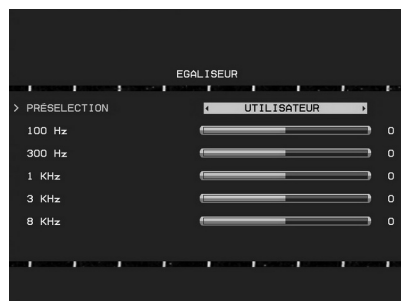 EGALISEUR
> PRÉSELECTION UTILISATEUR
100 Hz 0
300 Hz 0
1 KHz 0
3 KHz 0
8 KHz 0